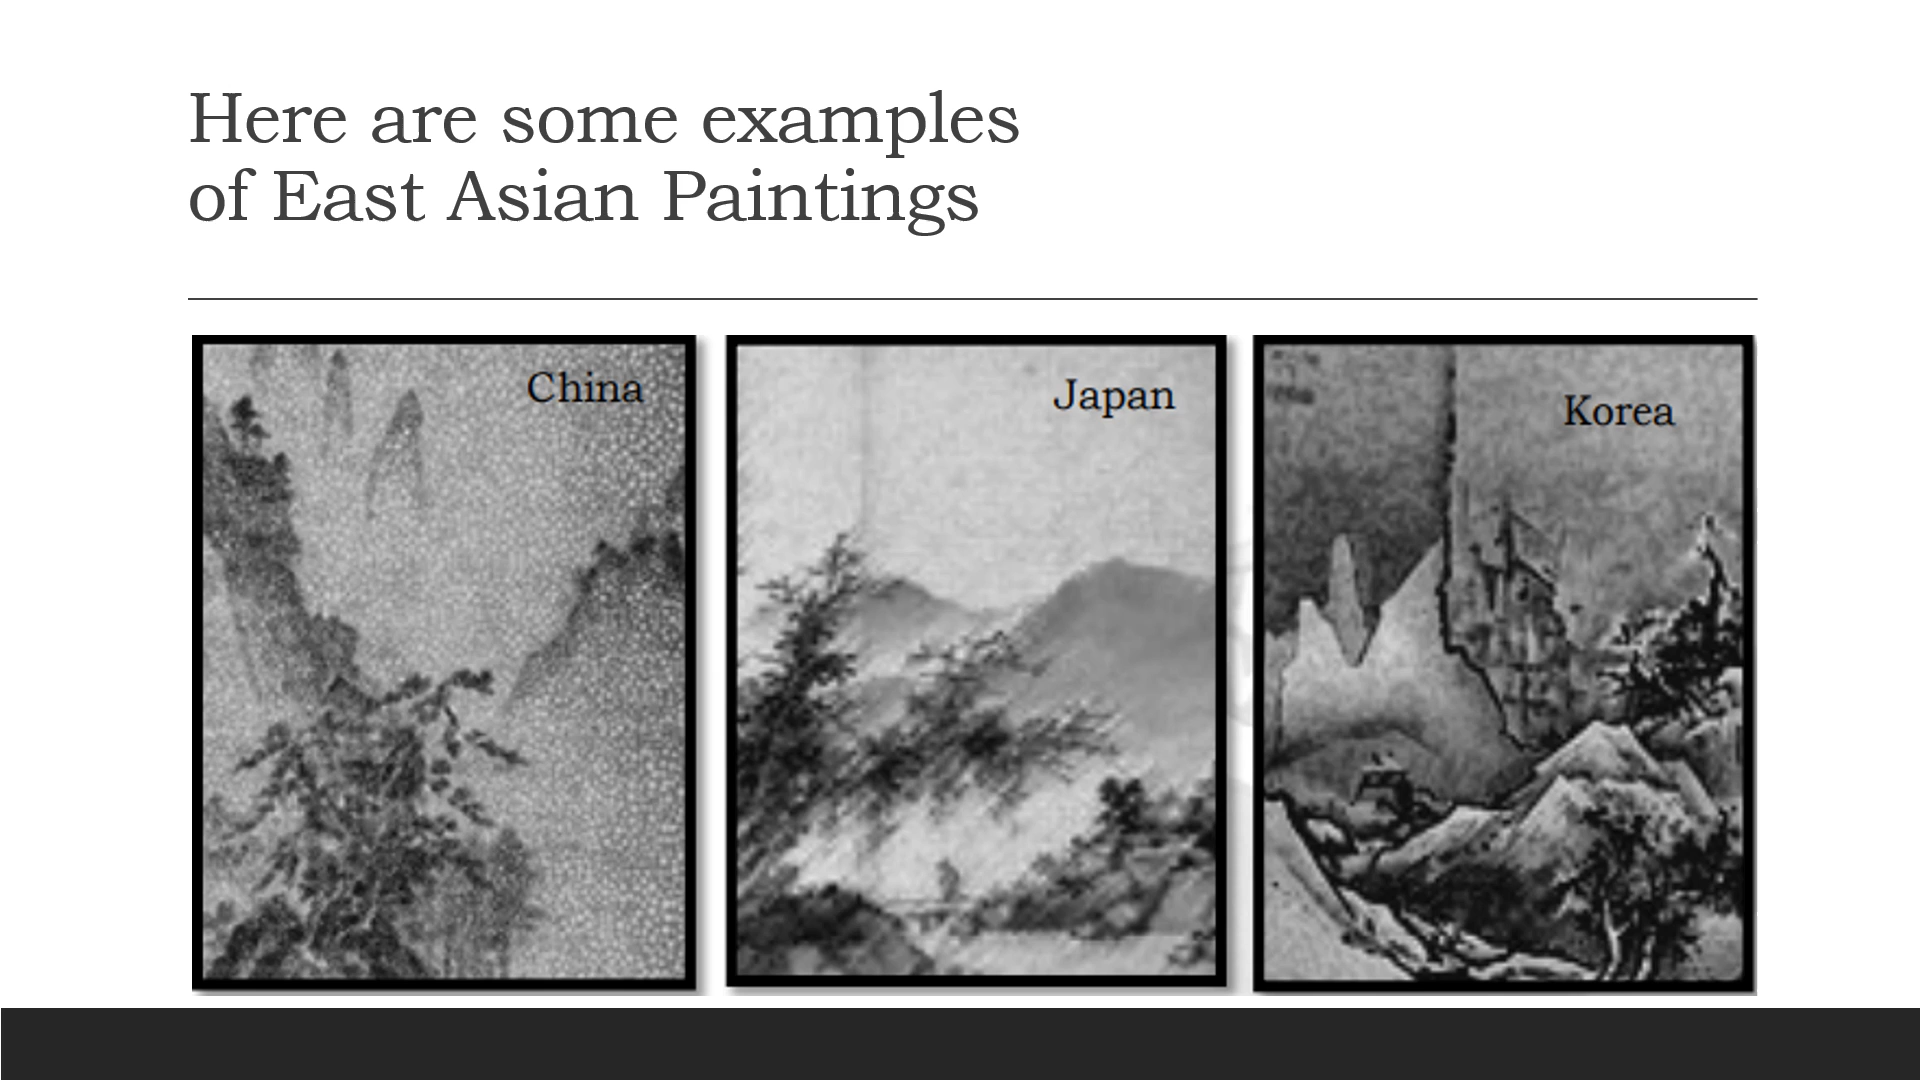 Here are some examples
of East Asian Paintings
China
Japan
Korea